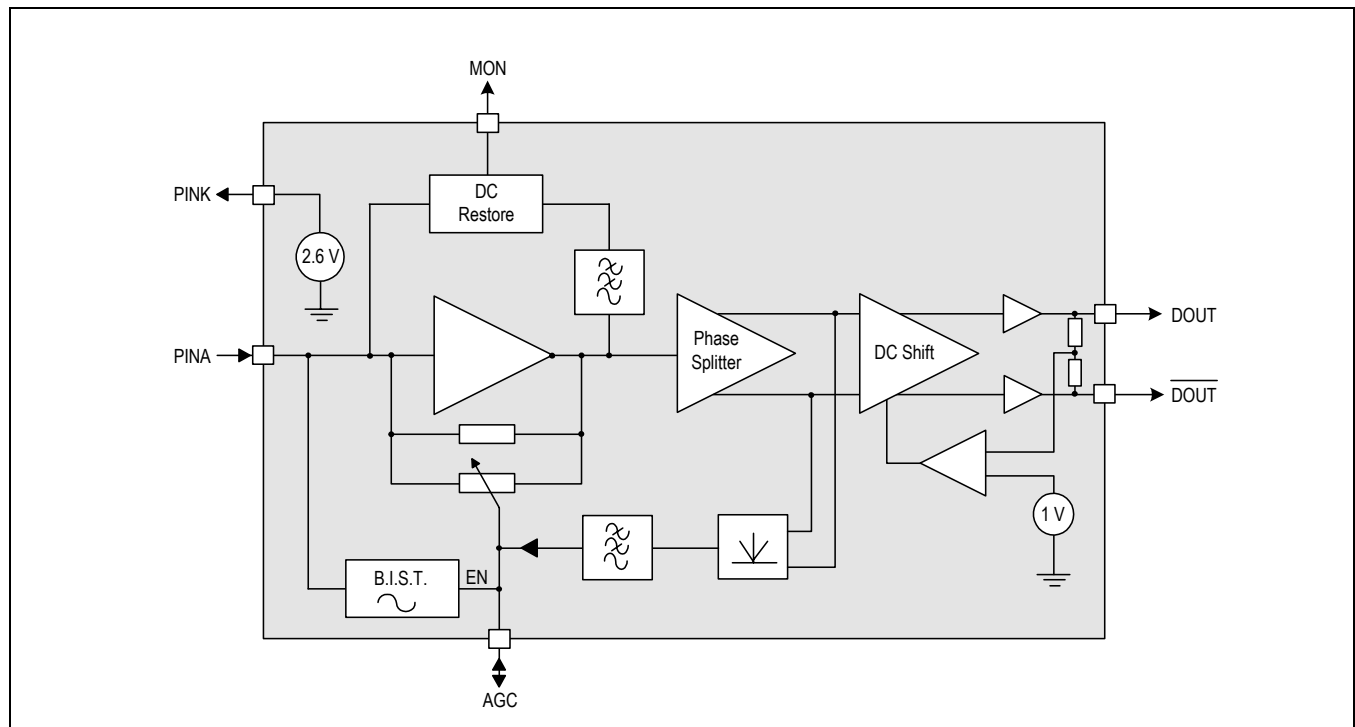 MON
PINK
DC
Restore
2.6 V
PINA
Phase
Splitter
DC Shift
DOUT
DOUT
1 V
B.I.S.T.
EN
AGC